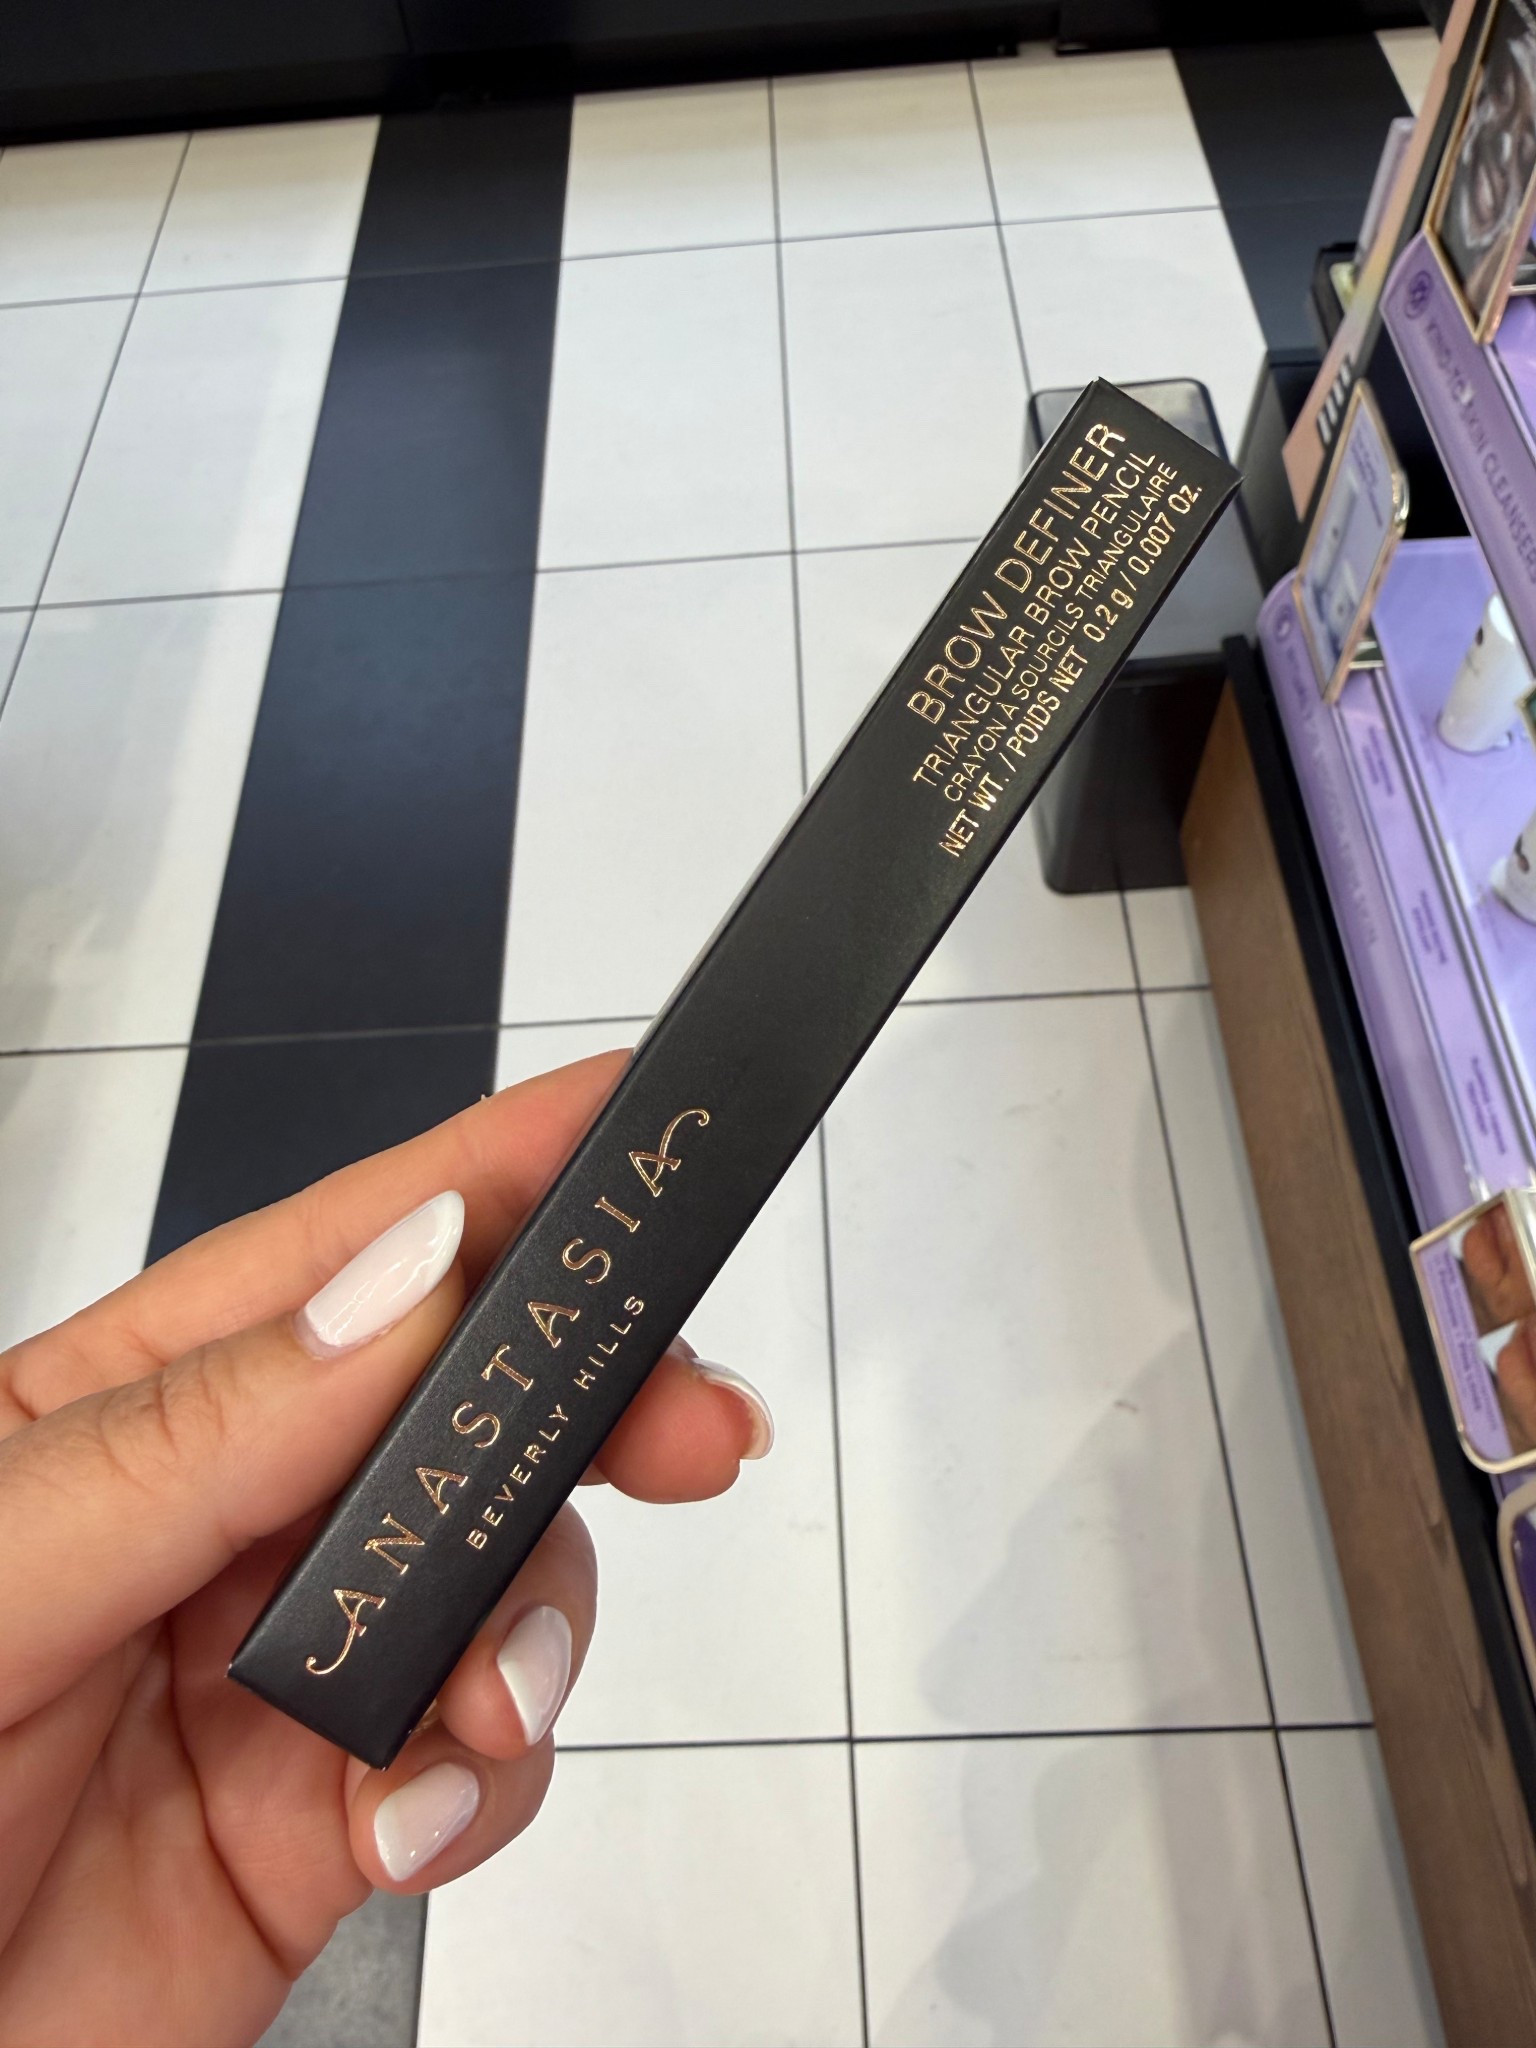 BROW DEFINER
TRIANGULAR BROW PENCIL
CRAYON À SOURCILS TRIANGULAIRE
NET WT. / POIDS NET 0.2 g / 0.007 Oz.
ANASTASIA
BEVERLY HILLS